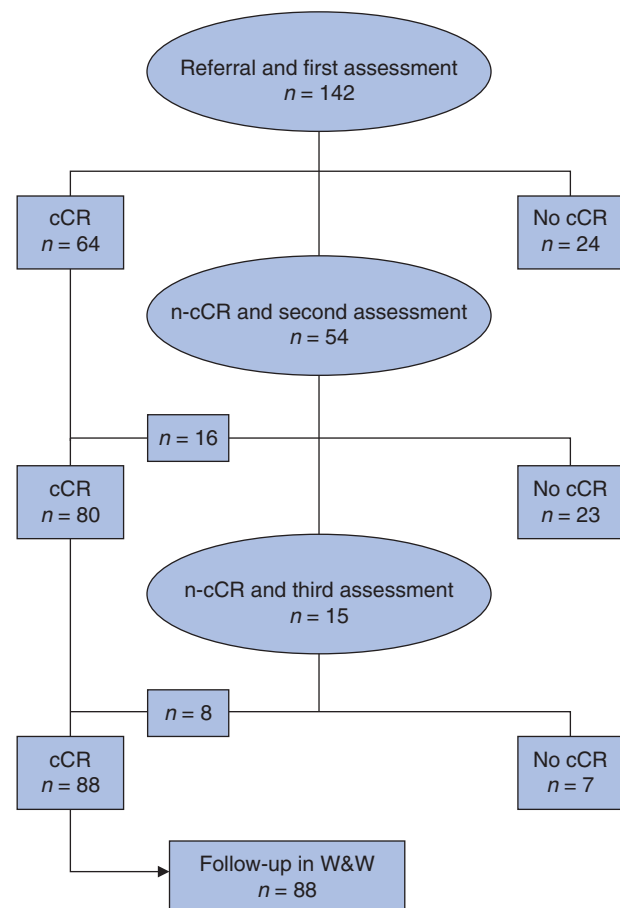 Referral and first assessment
n = 142
cCR
n = 64
No cCR
n = 24
n-cCR and second assessment
n = 54
n = 16
cCR
n = 80
No cCR
n = 23
n-cCR and third assessment
n = 15
n = 8
cCR
n = 88
No cCR
n = 7
Follow-up in W&W
n = 88